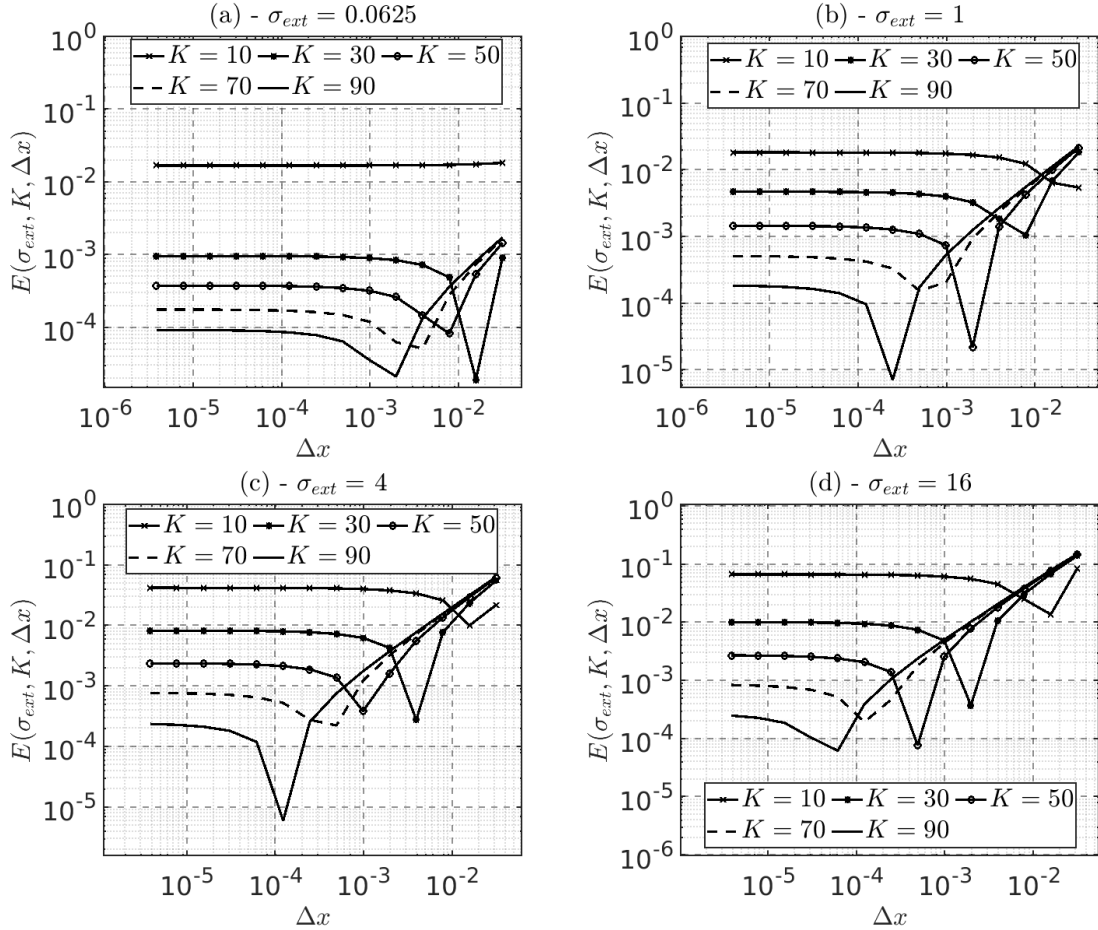 (a) - σ_ext = 0.0625
10^0
10^-1
10^-2
10^-3
10^-4
E(σ_ext, K, Δx)
K = 10 K = 30 K = 50
K = 70 K = 90
10^-6 10^-5 10^-4 10^-3 10^-2
Δx
(b) - σ_ext = 1
10^0
10^-1
10^-2
10^-3
10^-4
10^-5
E(σ_ext, K, Δx)
K = 10 K = 30 K = 50
K = 70 K = 90
10^-6 10^-5 10^-4 10^-3 10^-2
Δx
(c) - σ_ext = 4
10^0
10^-1
10^-2
10^-3
10^-4
10^-5
E(σ_ext, K, Δx)
K = 10 K = 30 K = 50
K = 70 K = 90
10^-5 10^-4 10^-3 10^-2
Δx
(d) - σ_ext = 16
10^0
10^-1
10^-2
10^-3
10^-4
10^-5
10^-6
E(σ_ext, K, Δx)
K = 10 K = 30 K = 50
K = 70 K = 90
10^-5 10^-4 10^-3 10^-2
Δx